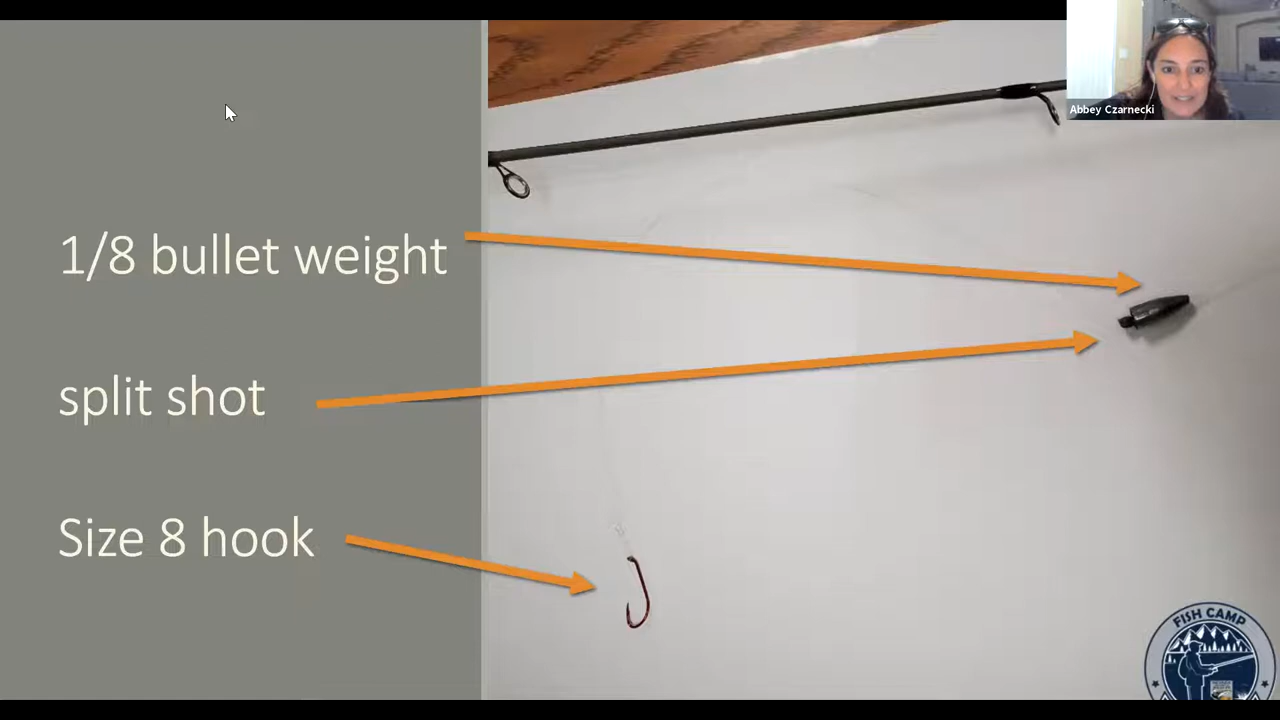 Abbey Czarnecki
1/8 bullet weight
split shot
Size 8 hook
FISH CAMP